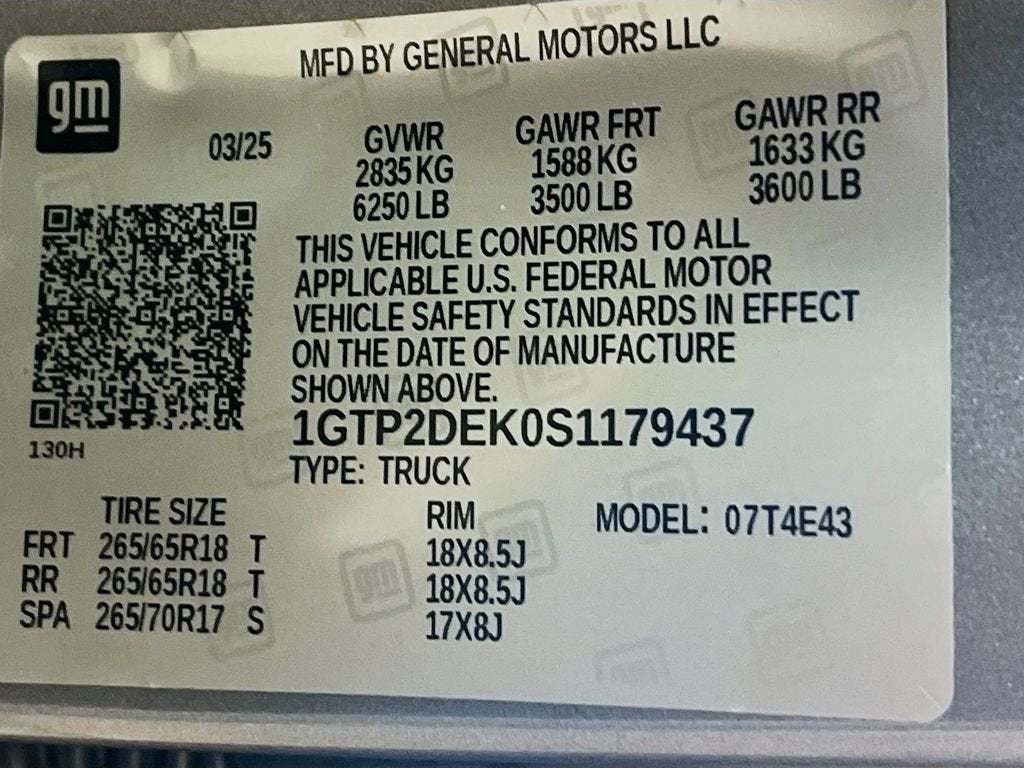 gm
MFD BY GENERAL MOTORS LLC
03/25
GVWR GAWR FRT GAWR RR
2835 KG 1588 KG 1633 KG
6250 LB 3500 LB 3600 LB
THIS VEHICLE CONFORMS TO ALL
APPLICABLE U.S. FEDERAL MOTOR
VEHICLE SAFETY STANDARDS IN EFFECT
ON THE DATE OF MANUFACTURE
SHOWN ABOVE.
1GTP2DEK0S1179437
130H
TYPE: TRUCK
TIRE SIZE RIM MODEL: 07T4E43
FRT 265/65R18 T 18X8.5J
RR 265/65R18 T 18X8.5J
SPA 265/70R17 S 17X8J